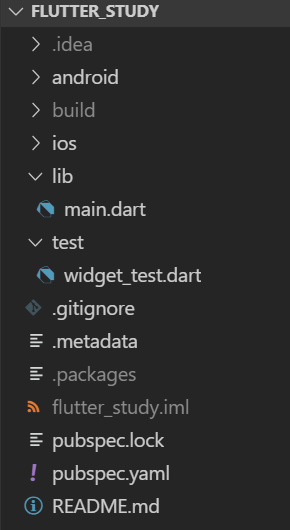 FLUTTER_STUDY
.idea
android
build
ios
lib
main.dart
test
widget_test.dart
.gitignore
.metadata
.packages
flutter_study.iml
pubspec.lock
pubspec.yaml
README.md